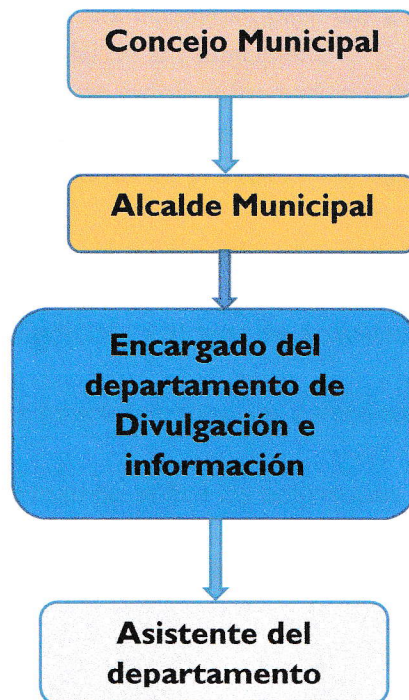 Concejo Municipal
Alcalde Municipal
Encargado del
departamento de
Divulgación e
información
Asistente del
departamento